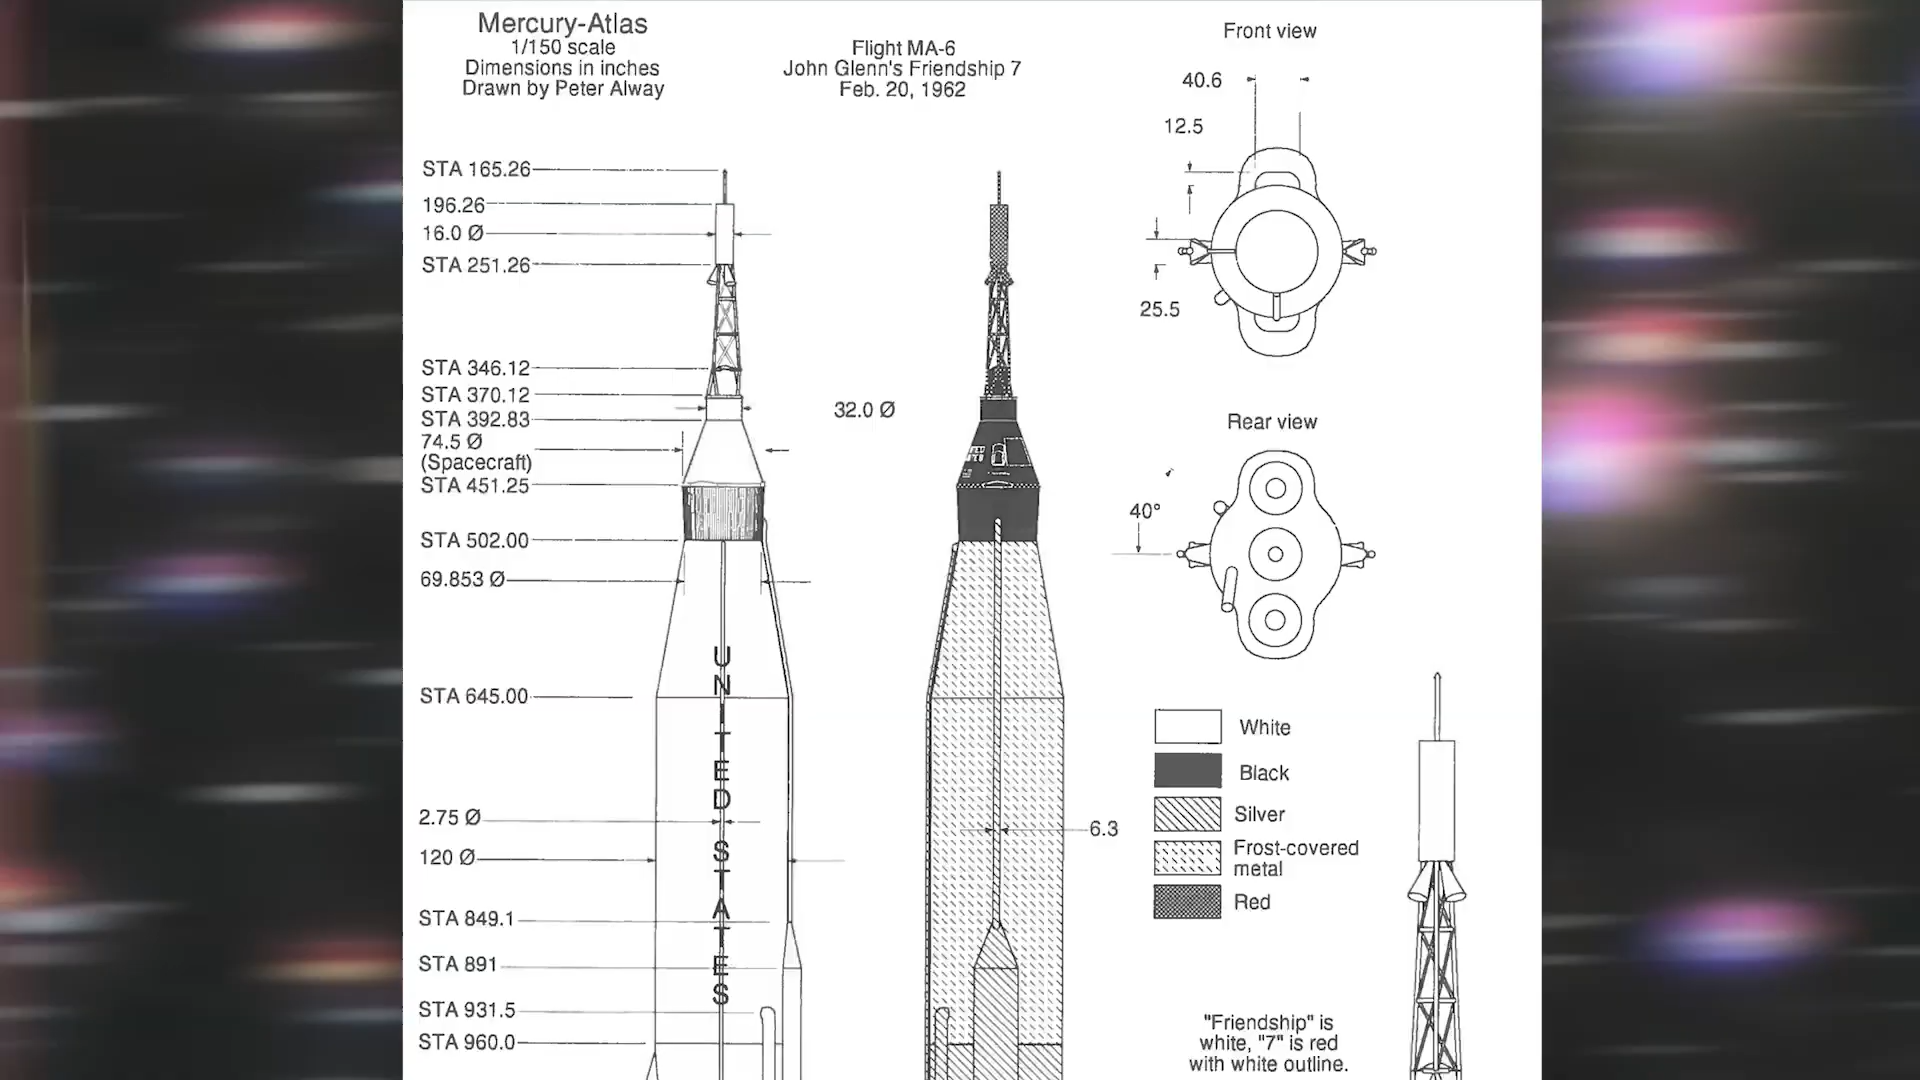 Mercury-Atlas
1/150 scale
Dimensions in inches
Drawn by Peter Alway
Flight MA-6
John Glenn's Friendship 7
Feb. 20, 1962
Front view
40.6
12.5
25.5
STA 165.26
196.26
16.0 Ø
STA 251.26
STA 346.12
STA 370.12
STA 392.83
74.5 Ø
(Spacecraft)
STA 451.25
STA 502.00
69.853 Ø
STA 645.00
2.75 Ø
120 Ø
STA 849.1
STA 891
STA 931.5
STA 960.0
UNITED STATES
32.0 Ø
6.3
Rear view
40°
White
Black
Silver
Frost-covered
metal
Red
"Friendship" is
white, "7" is red
with white outline.